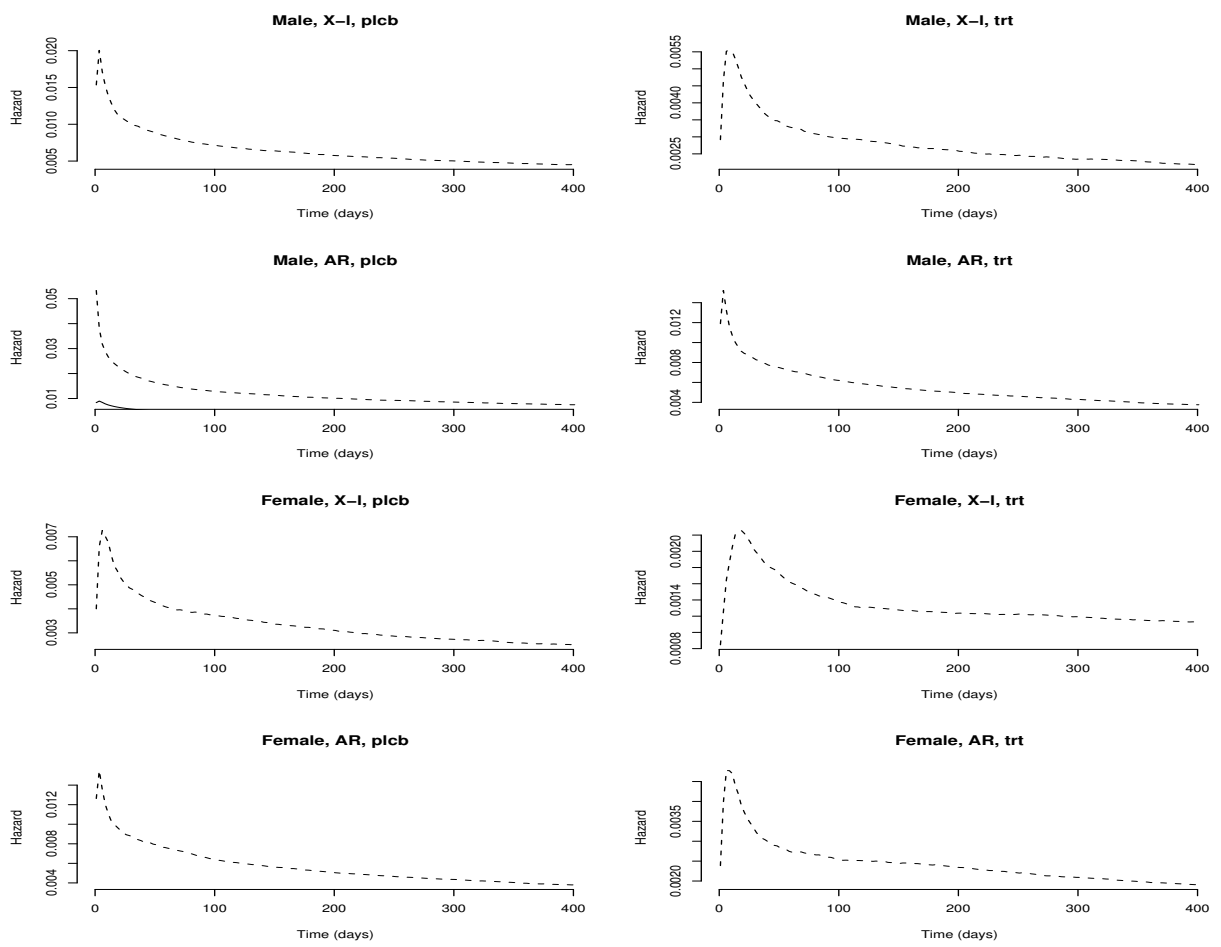 Male, X−l, plcb
Hazard
0.005 0.010 0.015 0.020
0 100 200 300 400
Time (days)
Male, X−l, trt
Hazard
0.0025 0.0040 0.0055
0 100 200 300 400
Time (days)
Male, AR, plcb
Hazard
0.01 0.03 0.05
0 100 200 300 400
Time (days)
Male, AR, trt
Hazard
0.004 0.008 0.012
0 100 200 300 400
Time (days)
Female, X−l, plcb
Hazard
0.003 0.005 0.007
0 100 200 300 400
Time (days)
Female, X−l, trt
Hazard
0.0008 0.0014 0.0020
0 100 200 300 400
Time (days)
Female, AR, plcb
Hazard
0.004 0.008 0.012
0 100 200 300 400
Time (days)
Female, AR, trt
Hazard
0.0020 0.0035
0 100 200 300 400
Time (days)